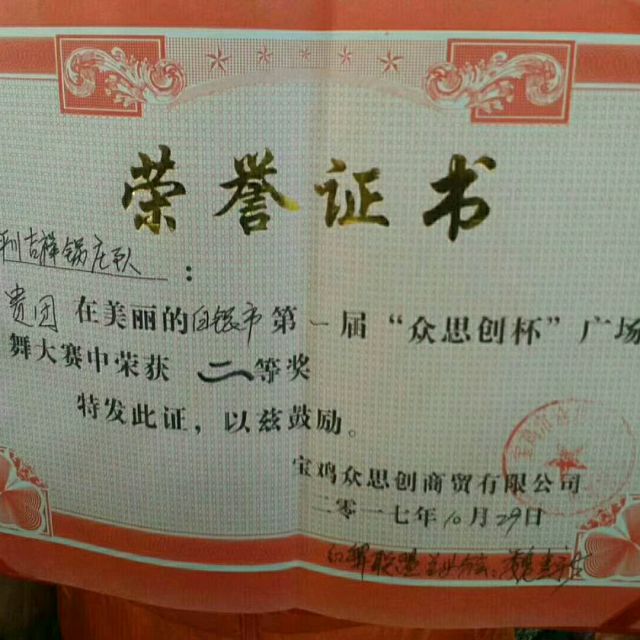 荣誉证书
利吉祥锅庄队：
贵团在美丽的白银市第一届“众思创杯”广场
舞大赛中荣获二等奖
特发此证，以兹鼓励。
宝鸡众思创商贸有限公司
二零一七年10月29日